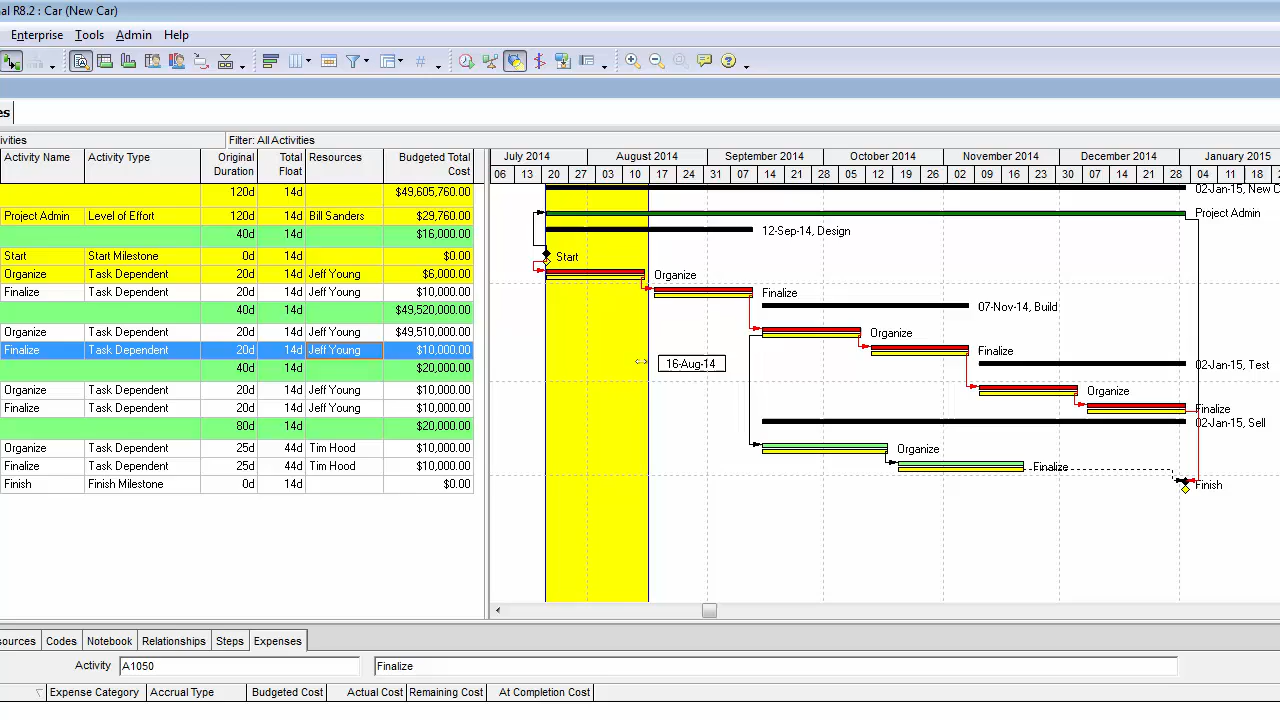 al R8.2 : Car (New Car)
Enterprise Tools Admin Help
es
ivities Filter: All Activities
Activity Name Activity Type Original Duration Total Float Resources Budgeted Total Cost
July 2014 August 2014 September 2014 October 2014 November 2014 December 2014 January 2015
06 13 20 27 03 10 17 24 31 07 14 21 28 05 12 19 26 02 09 16 23 30 07 14 21 28 04 11 18
120d 14d $49,605,760.00 02-Jan-15, New C
Project Admin Level of Effort 120d 14d Bill Sanders $29,760.00 Project Admin
40d 14d $16,000.00 12-Sep-14, Design
Start Start Milestone 0d 14d $0.00 Start
Organize Task Dependent 20d 14d Jeff Young $6,000.00 Organize
Finalize Task Dependent 20d 14d Jeff Young $10,000.00 Finalize
40d 14d $49,520,000.00 07-Nov-14, Build
Organize Task Dependent 20d 14d Jeff Young $49,510,000.00 Organize
Finalize Task Dependent 20d 14d Jeff Young $10,000.00 Finalize
16-Aug-14
40d 14d $20,000.00 02-Jan-15, Test
Organize Task Dependent 20d 14d Jeff Young $10,000.00 Organize
Finalize Task Dependent 20d 14d Jeff Young $10,000.00 Finalize
80d 14d $20,000.00 02-Jan-15, Sell
Organize Task Dependent 25d 44d Tim Hood $10,000.00 Organize
Finalize Task Dependent 25d 44d Tim Hood $10,000.00 Finalize
Finish Finish Milestone 0d 14d $0.00 Finish
sources Codes Notebook Relationships Steps Expenses
Activity A1050 Finalize
Expense Category Accrual Type Budgeted Cost Actual Cost Remaining Cost At Completion Cost